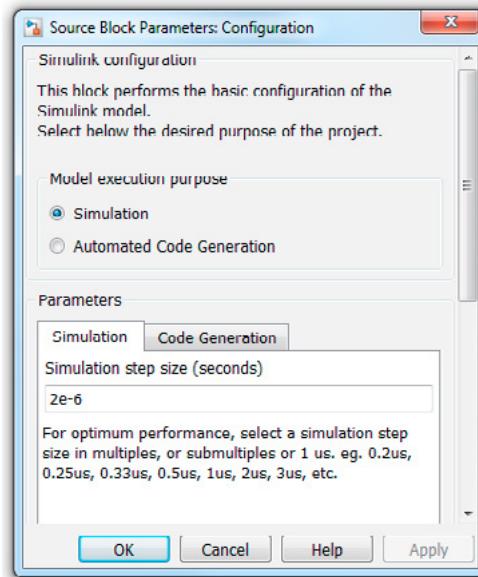 Source Block Parameters: Configuration
Simulink configuration
This block performs the basic configuration of the
Simulink model.
Select below the desired purpose of the project.
Model execution purpose
Simulation
Automated Code Generation
Parameters
Simulation Code Generation
Simulation step size (seconds)
2e-6
For optimum performance, select a simulation step
size in multiples, or submultiples or 1 us. eg. 0.2us,
0.25us, 0.33us, 0.5us, 1us, 2us, 3us, etc.
OK Cancel Help Apply